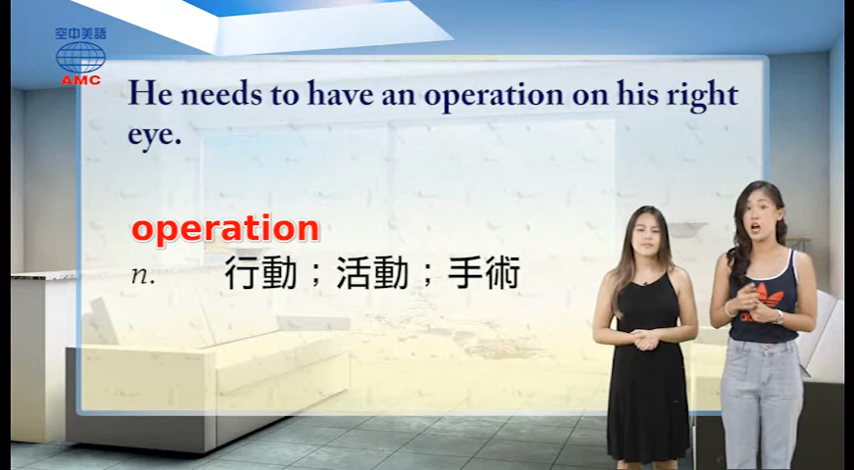 空中美語
AMC
He needs to have an operation on his right
eye.
operation
n. 行動；活動；手術